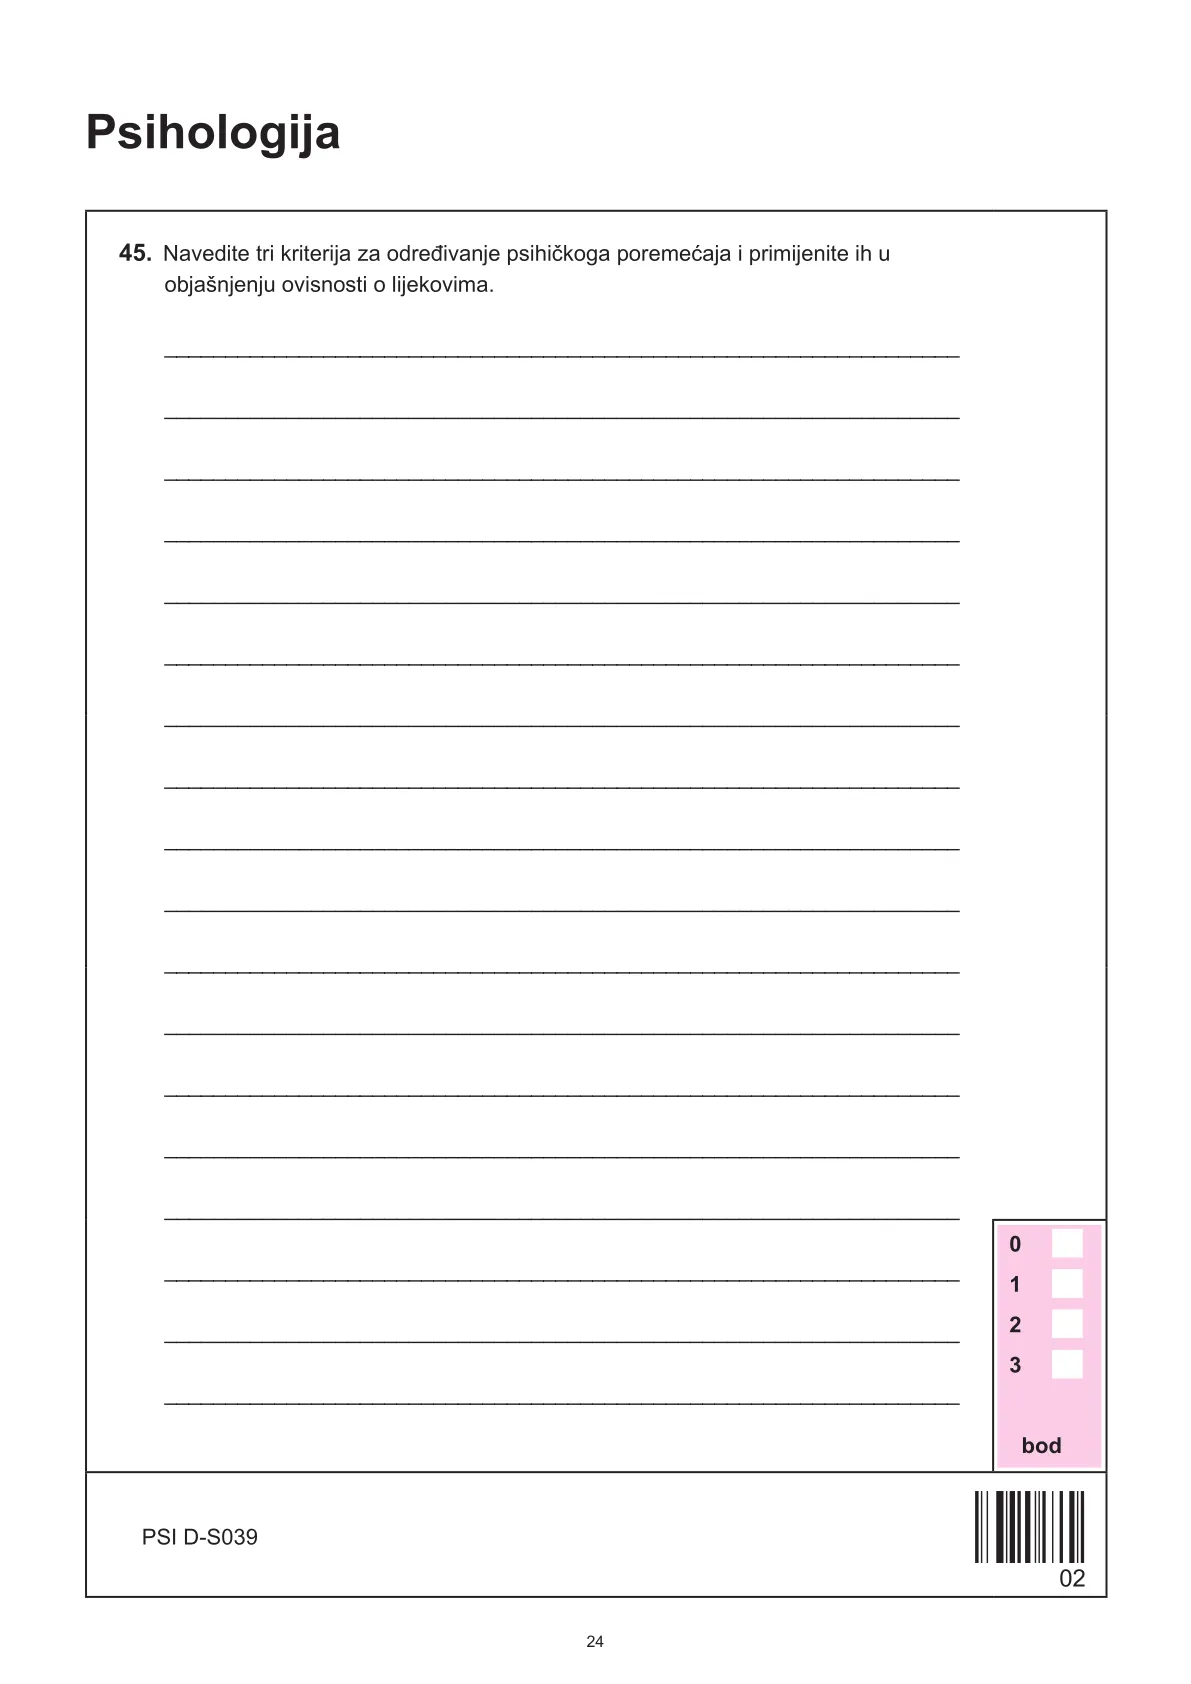 Psihologija
45. Navedite tri kriterija za određivanje psihičkoga poremećaja i primijenite ih u
objašnjenju ovisnosti o lijekovima.
0
1
2
3
bod
PSI D-S039
02
24